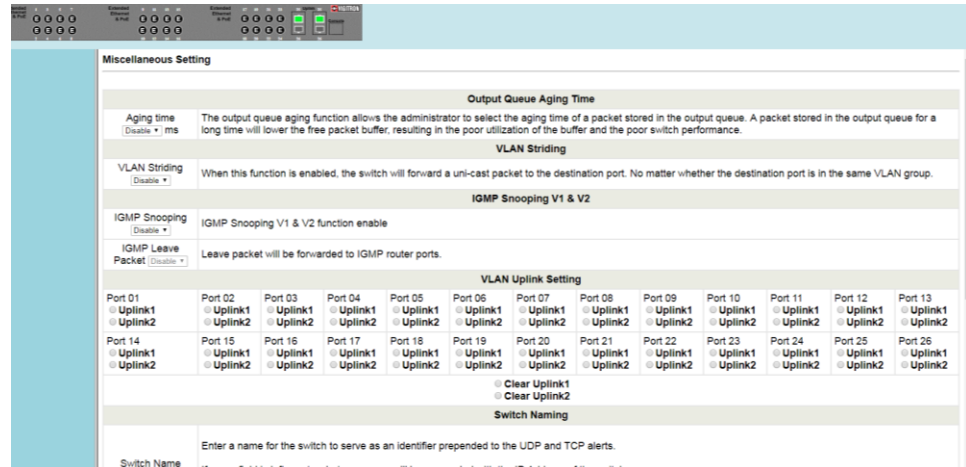 Extended Ethernet & PoE
Extended Ethernet & PoE
VIGITRON
Miscellaneous Setting
Output Queue Aging Time
Aging time
Disable ms
The output queue aging function allows the administrator to select the aging time of a packet stored in the output queue. A packet stored in the output queue for a
long time will lower the free packet buffer, resulting in the poor utilization of the buffer and the poor switch performance.
VLAN Striding
VLAN Striding
Disable
When this function is enabled, the switch will forward a uni-cast packet to the destination port. No matter whether the destination port is in the same VLAN group.
IGMP Snooping V1 & V2
IGMP Snooping
Disable
IGMP Snooping V1 & V2 function enable
IGMP Leave
Packet Disable
Leave packet will be forwarded to IGMP router ports.
VLAN Uplink Setting
Port 01 Port 02 Port 03 Port 04 Port 05 Port 06 Port 07 Port 08 Port 09 Port 10 Port 11 Port 12 Port 13
Uplink1 Uplink1 Uplink1 Uplink1 Uplink1 Uplink1 Uplink1 Uplink1 Uplink1 Uplink1 Uplink1 Uplink1 Uplink1
Uplink2 Uplink2 Uplink2 Uplink2 Uplink2 Uplink2 Uplink2 Uplink2 Uplink2 Uplink2 Uplink2 Uplink2 Uplink2
Port 14 Port 15 Port 16 Port 17 Port 18 Port 19 Port 20 Port 21 Port 22 Port 23 Port 24 Port 25 Port 26
Uplink1 Uplink1 Uplink1 Uplink1 Uplink1 Uplink1 Uplink1 Uplink1 Uplink1 Uplink1 Uplink1 Uplink1 Uplink1
Uplink2 Uplink2 Uplink2 Uplink2 Uplink2 Uplink2 Uplink2 Uplink2 Uplink2 Uplink2 Uplink2 Uplink2 Uplink2
Clear Uplink1
Clear Uplink2
Switch Naming
Enter a name for the switch to serve as an identifier prepended to the UDP and TCP alerts.
Switch Name